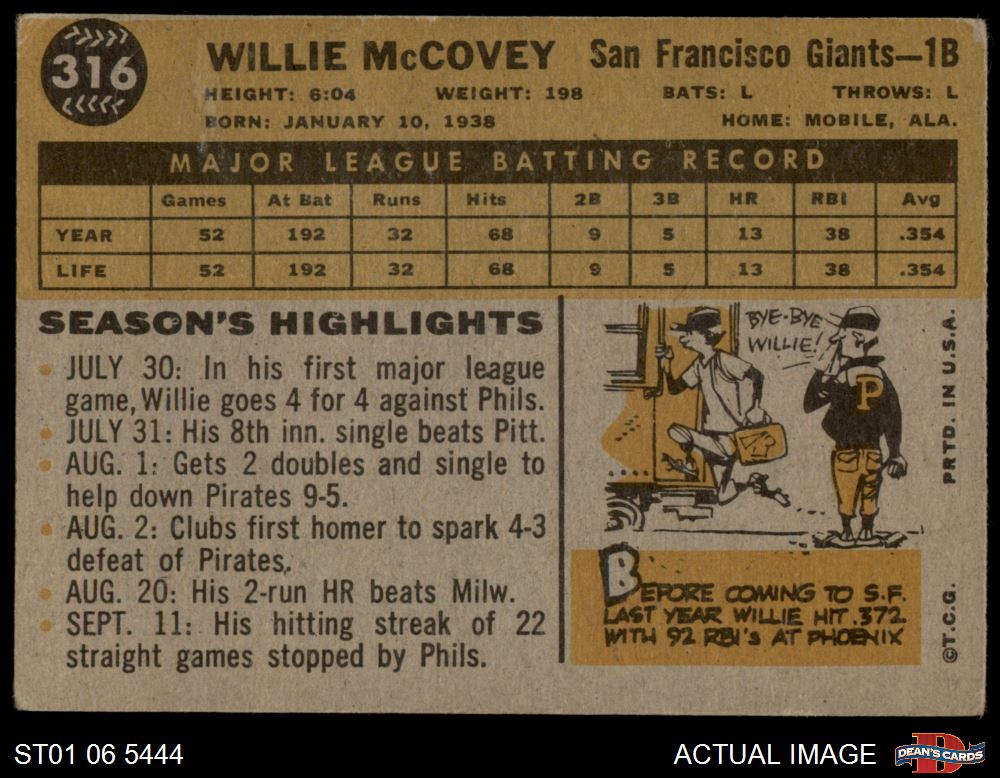 316
WILLIE McCOVEY San Francisco Giants—1B
HEIGHT: 6:04 WEIGHT: 198 BATS: L THROWS: L
BORN: JANUARY 10, 1938 HOME: MOBILE, ALA.
MAJOR LEAGUE BATTING RECORD
Games At Bat Runs Hits 2B 3B HR RBI Avg
YEAR 52 192 32 68 9 5 13 38 .354
LIFE 52 192 32 68 9 5 13 38 .354
SEASON'S HIGHLIGHTS
JULY 30: In his first major league
game, Willie goes 4 for 4 against Phils.
JULY 31: His 8th inn. single beats Pitt.
AUG. 1: Gets 2 doubles and single to
help down Pirates 9-5.
AUG. 2: Clubs first homer to spark 4-3
defeat of Pirates.
AUG. 20: His 2-run HR beats Milw.
SEPT. 11: His hitting streak of 22
straight games stopped by Phils.
BYE-BYE
WILLIE!
P
BEFORE COMING TO S.F.
LAST YEAR WILLIE HIT .372
WITH 92 RBI'S AT PHOENIX
PRTD. IN U.S.A.
©T.C.G.
ST01 06 5444 ACTUAL IMAGE
D
DEAN'S CARDS